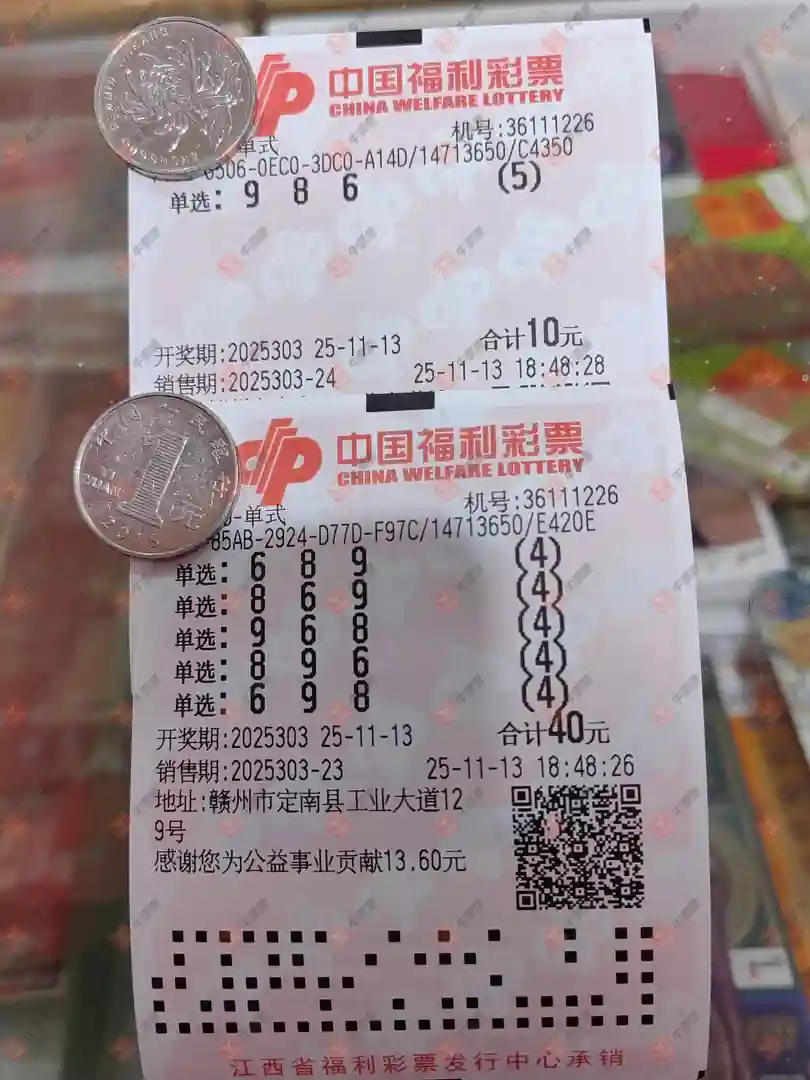 中国福利彩票
CHINA WELFARE LOTTERY
机号:36111226
单式
6506-0EC0-3DC0-A14D/14713650/C4350
单选: 9 8 6 (5)
开奖期:2025303 25-11-13 合计10元
销售期:2025303-24 25-11-13 18:48:28
中国福利彩票
CHINA WELFARE LOTTERY
机号:36111226
-单式
85AB-2924-D77D-F97C/14713650/E420E
单选: 6 8 9 (4)
单选: 8 6 9 (4)
单选: 9 6 8 (4)
单选: 8 9 6 (4)
单选: 6 9 8 (4)
开奖期:2025303 25-11-13 合计40元
销售期:2025303-23 25-11-13 18:48:26
地址:赣州市定南县工业大道12
9号
感谢您为公益事业贡献13.60元
江西省福利彩票发行中心承销
YI
YUAN
1元